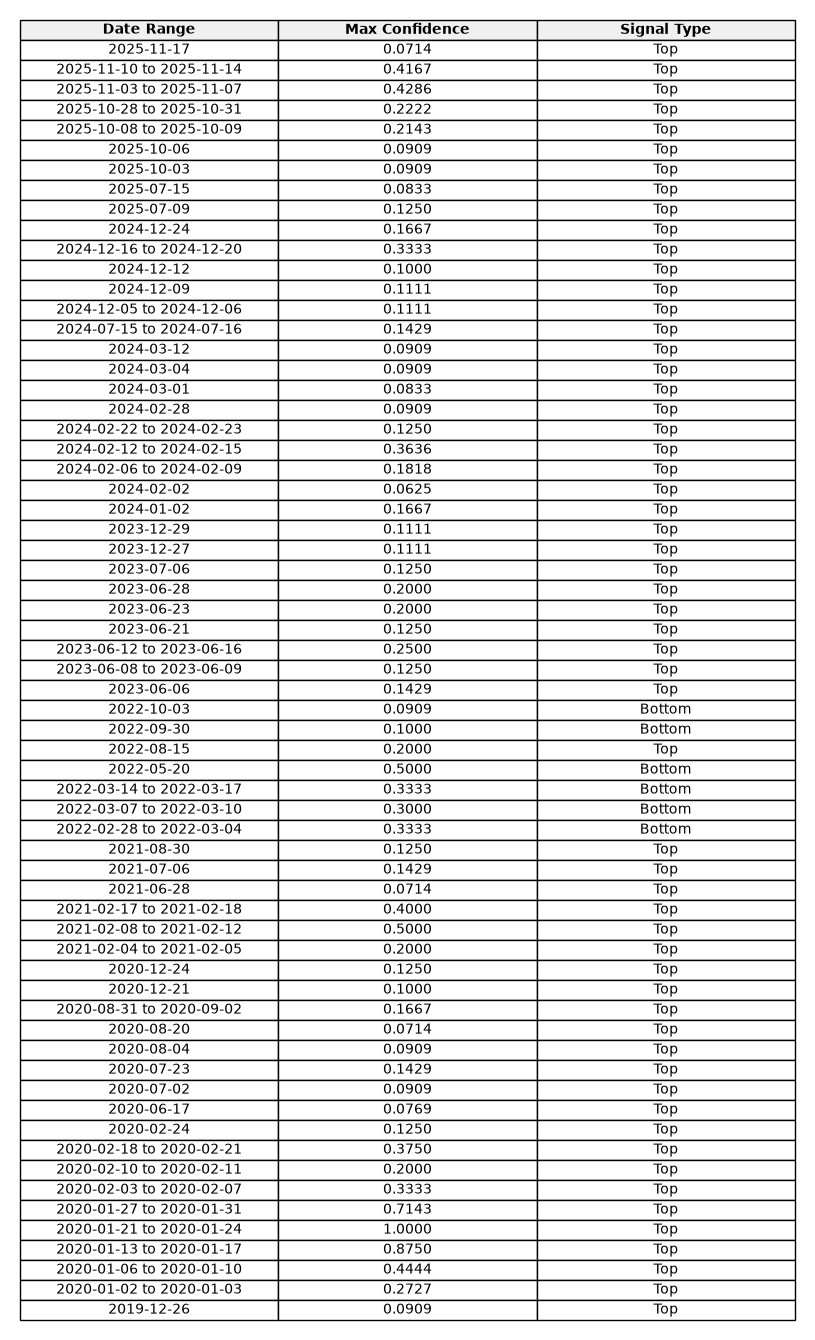 Date Range Max Confidence Signal Type
2025-11-17 0.0714 Top
2025-11-10 to 2025-11-14 0.4167 Top
2025-11-03 to 2025-11-07 0.4286 Top
2025-10-28 to 2025-10-31 0.2222 Top
2025-10-08 to 2025-10-09 0.2143 Top
2025-10-06 0.0909 Top
2025-10-03 0.0909 Top
2025-07-15 0.0833 Top
2025-07-09 0.1250 Top
2024-12-24 0.1667 Top
2024-12-16 to 2024-12-20 0.3333 Top
2024-12-12 0.1000 Top
2024-12-09 0.1111 Top
2024-12-05 to 2024-12-06 0.1111 Top
2024-07-15 to 2024-07-16 0.1429 Top
2024-03-12 0.0909 Top
2024-03-04 0.0909 Top
2024-03-01 0.0833 Top
2024-02-28 0.0909 Top
2024-02-22 to 2024-02-23 0.1250 Top
2024-02-12 to 2024-02-15 0.3636 Top
2024-02-06 to 2024-02-09 0.1818 Top
2024-02-02 0.0625 Top
2024-01-02 0.1667 Top
2023-12-29 0.1111 Top
2023-12-27 0.1111 Top
2023-07-06 0.1250 Top
2023-06-28 0.2000 Top
2023-06-23 0.2000 Top
2023-06-21 0.1250 Top
2023-06-12 to 2023-06-16 0.2500 Top
2023-06-08 to 2023-06-09 0.1250 Top
2023-06-06 0.1429 Top
2022-10-03 0.0909 Bottom
2022-09-30 0.1000 Bottom
2022-08-15 0.2000 Top
2022-05-20 0.5000 Bottom
2022-03-14 to 2022-03-17 0.3333 Bottom
2022-03-07 to 2022-03-10 0.3000 Bottom
2022-02-28 to 2022-03-04 0.3333 Bottom
2021-08-30 0.1250 Top
2021-07-06 0.1429 Top
2021-06-28 0.0714 Top
2021-02-17 to 2021-02-18 0.4000 Top
2021-02-08 to 2021-02-12 0.5000 Top
2021-02-04 to 2021-02-05 0.2000 Top
2020-12-24 0.1250 Top
2020-12-21 0.1000 Top
2020-08-31 to 2020-09-02 0.1667 Top
2020-08-20 0.0714 Top
2020-08-04 0.0909 Top
2020-07-23 0.1429 Top
2020-07-02 0.0909 Top
2020-06-17 0.0769 Top
2020-02-24 0.1250 Top
2020-02-18 to 2020-02-21 0.3750 Top
2020-02-10 to 2020-02-11 0.2000 Top
2020-02-03 to 2020-02-07 0.3333 Top
2020-01-27 to 2020-01-31 0.7143 Top
2020-01-21 to 2020-01-24 1.0000 Top
2020-01-13 to 2020-01-17 0.8750 Top
2020-01-06 to 2020-01-10 0.4444 Top
2020-01-02 to 2020-01-03 0.2727 Top
2019-12-26 0.0909 Top